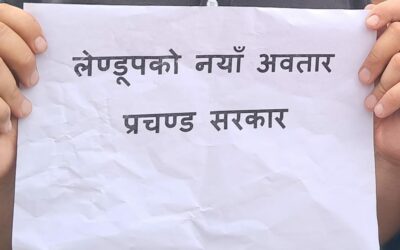 लेण्डूपको नयाँ अवतार
प्रचण्ड सरकार